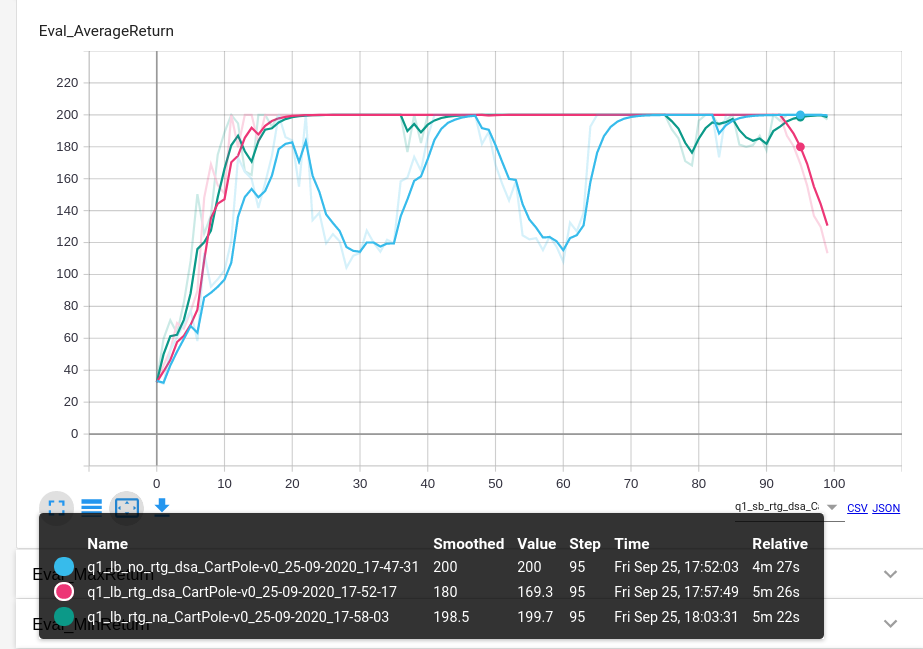 Eval_AverageReturn
220
200
180
160
140
120
100
80
60
40
20
0
0 10 20 30 40 50 60 70 80 90 100
q1_sb_rtg_dsa_Ca CSV JSON
Name Smoothed Value Step Time Relative
q1_lb_no_rtg_dsa_CartPole-v0_25-09-2020_17-47-31 200 200 95 Fri Sep 25, 17:52:03 4m 27s
Eval_MaxReturn
q1_lb_rtg_dsa_CartPole-v0_25-09-2020_17-52-17 180 169.3 95 Fri Sep 25, 17:57:49 5m 26s
q1_lb_rtg_na_CartPole-v0_25-09-2020_17-58-03 198.5 199.7 95 Fri Sep 25, 18:03:31 5m 22s
Eval_MinReturn